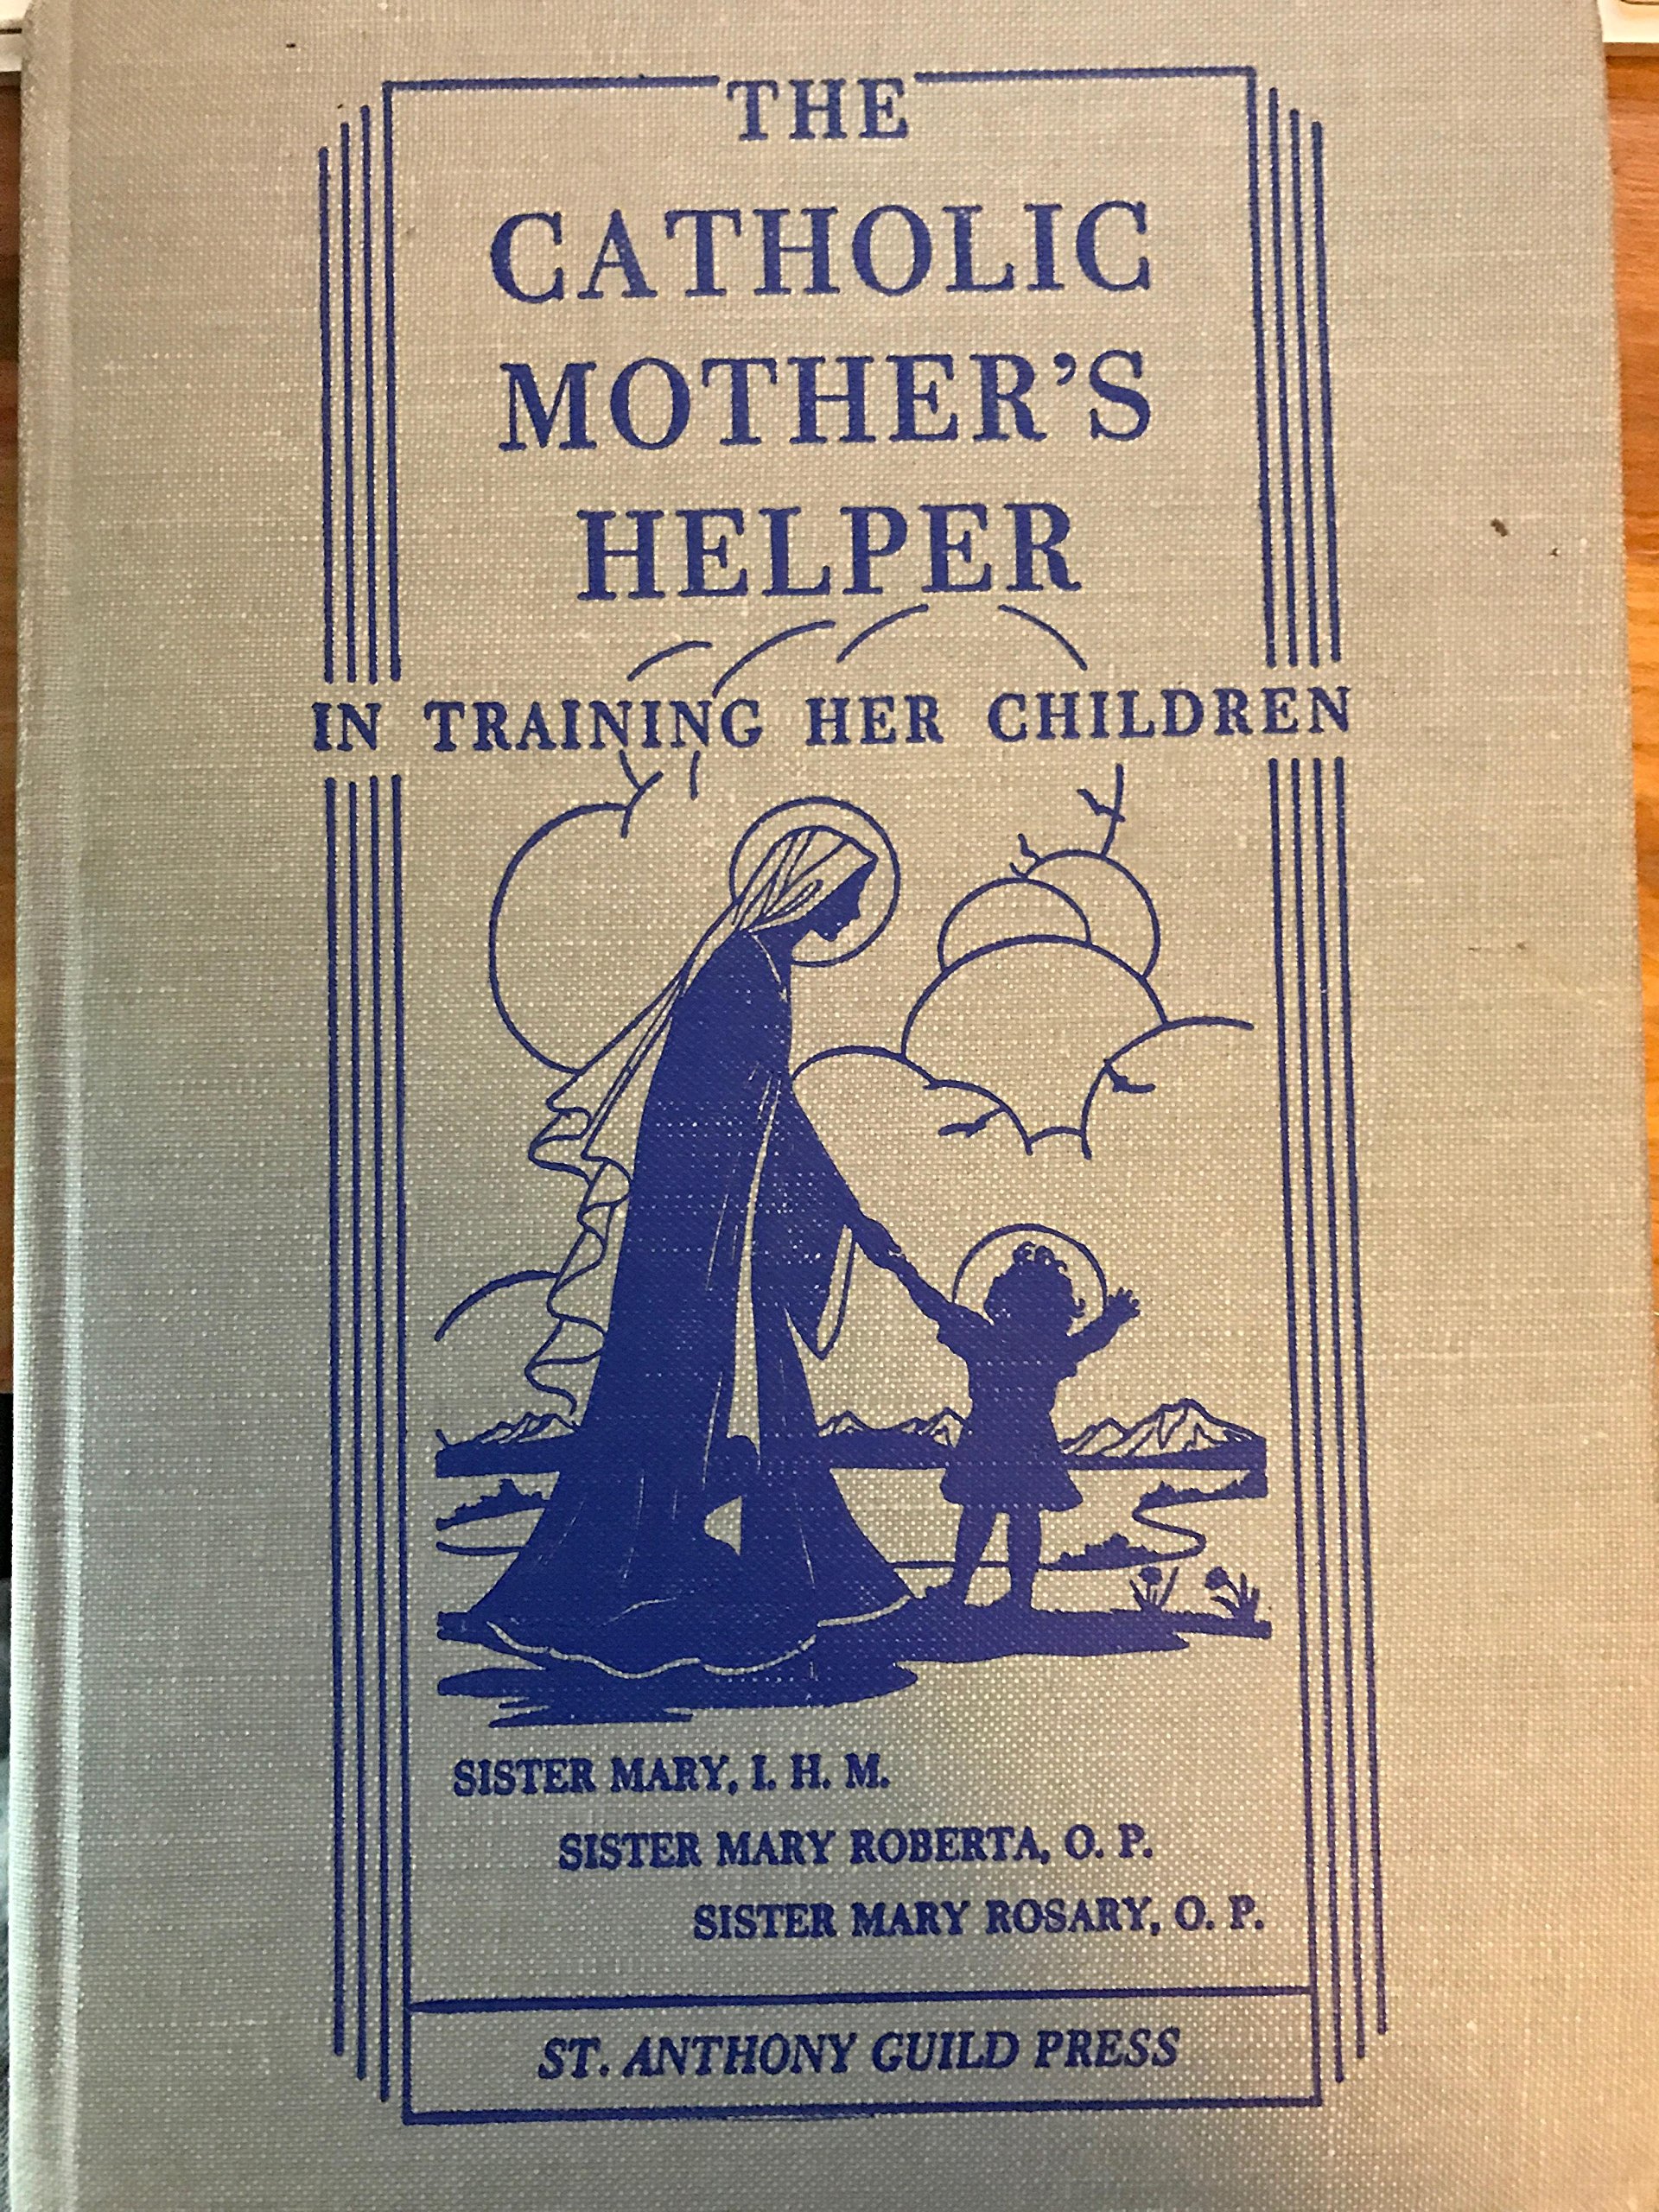 THE
CATHOLIC
MOTHER'S
HELPER
IN TRAINING HER CHILDREN
SISTER MARY, I. H. M.
SISTER MARY ROBERTA, O. P.
SISTER MARY ROSARY, O. P.
ST. ANTHONY GUILD PRESS